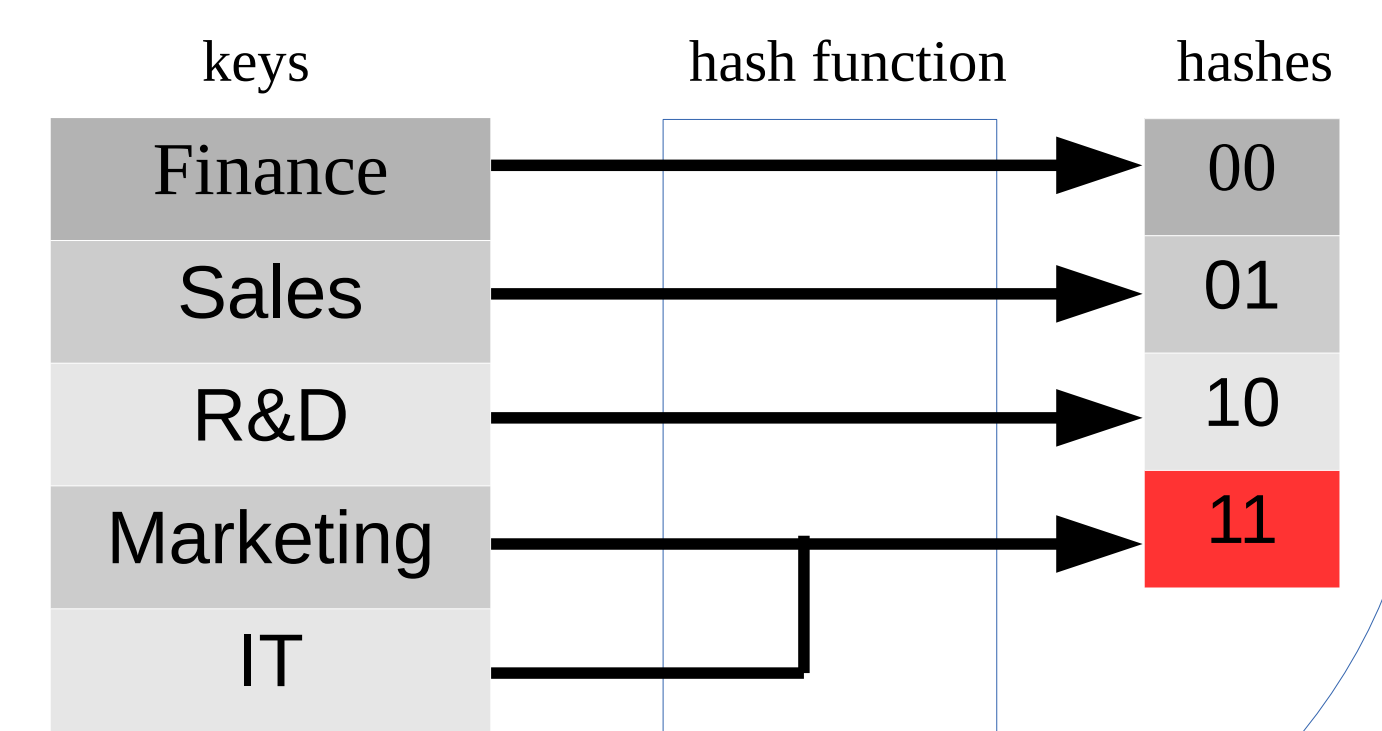 keys hash function hashes
Finance 00
Sales 01
R&D 10
Marketing 11
IT